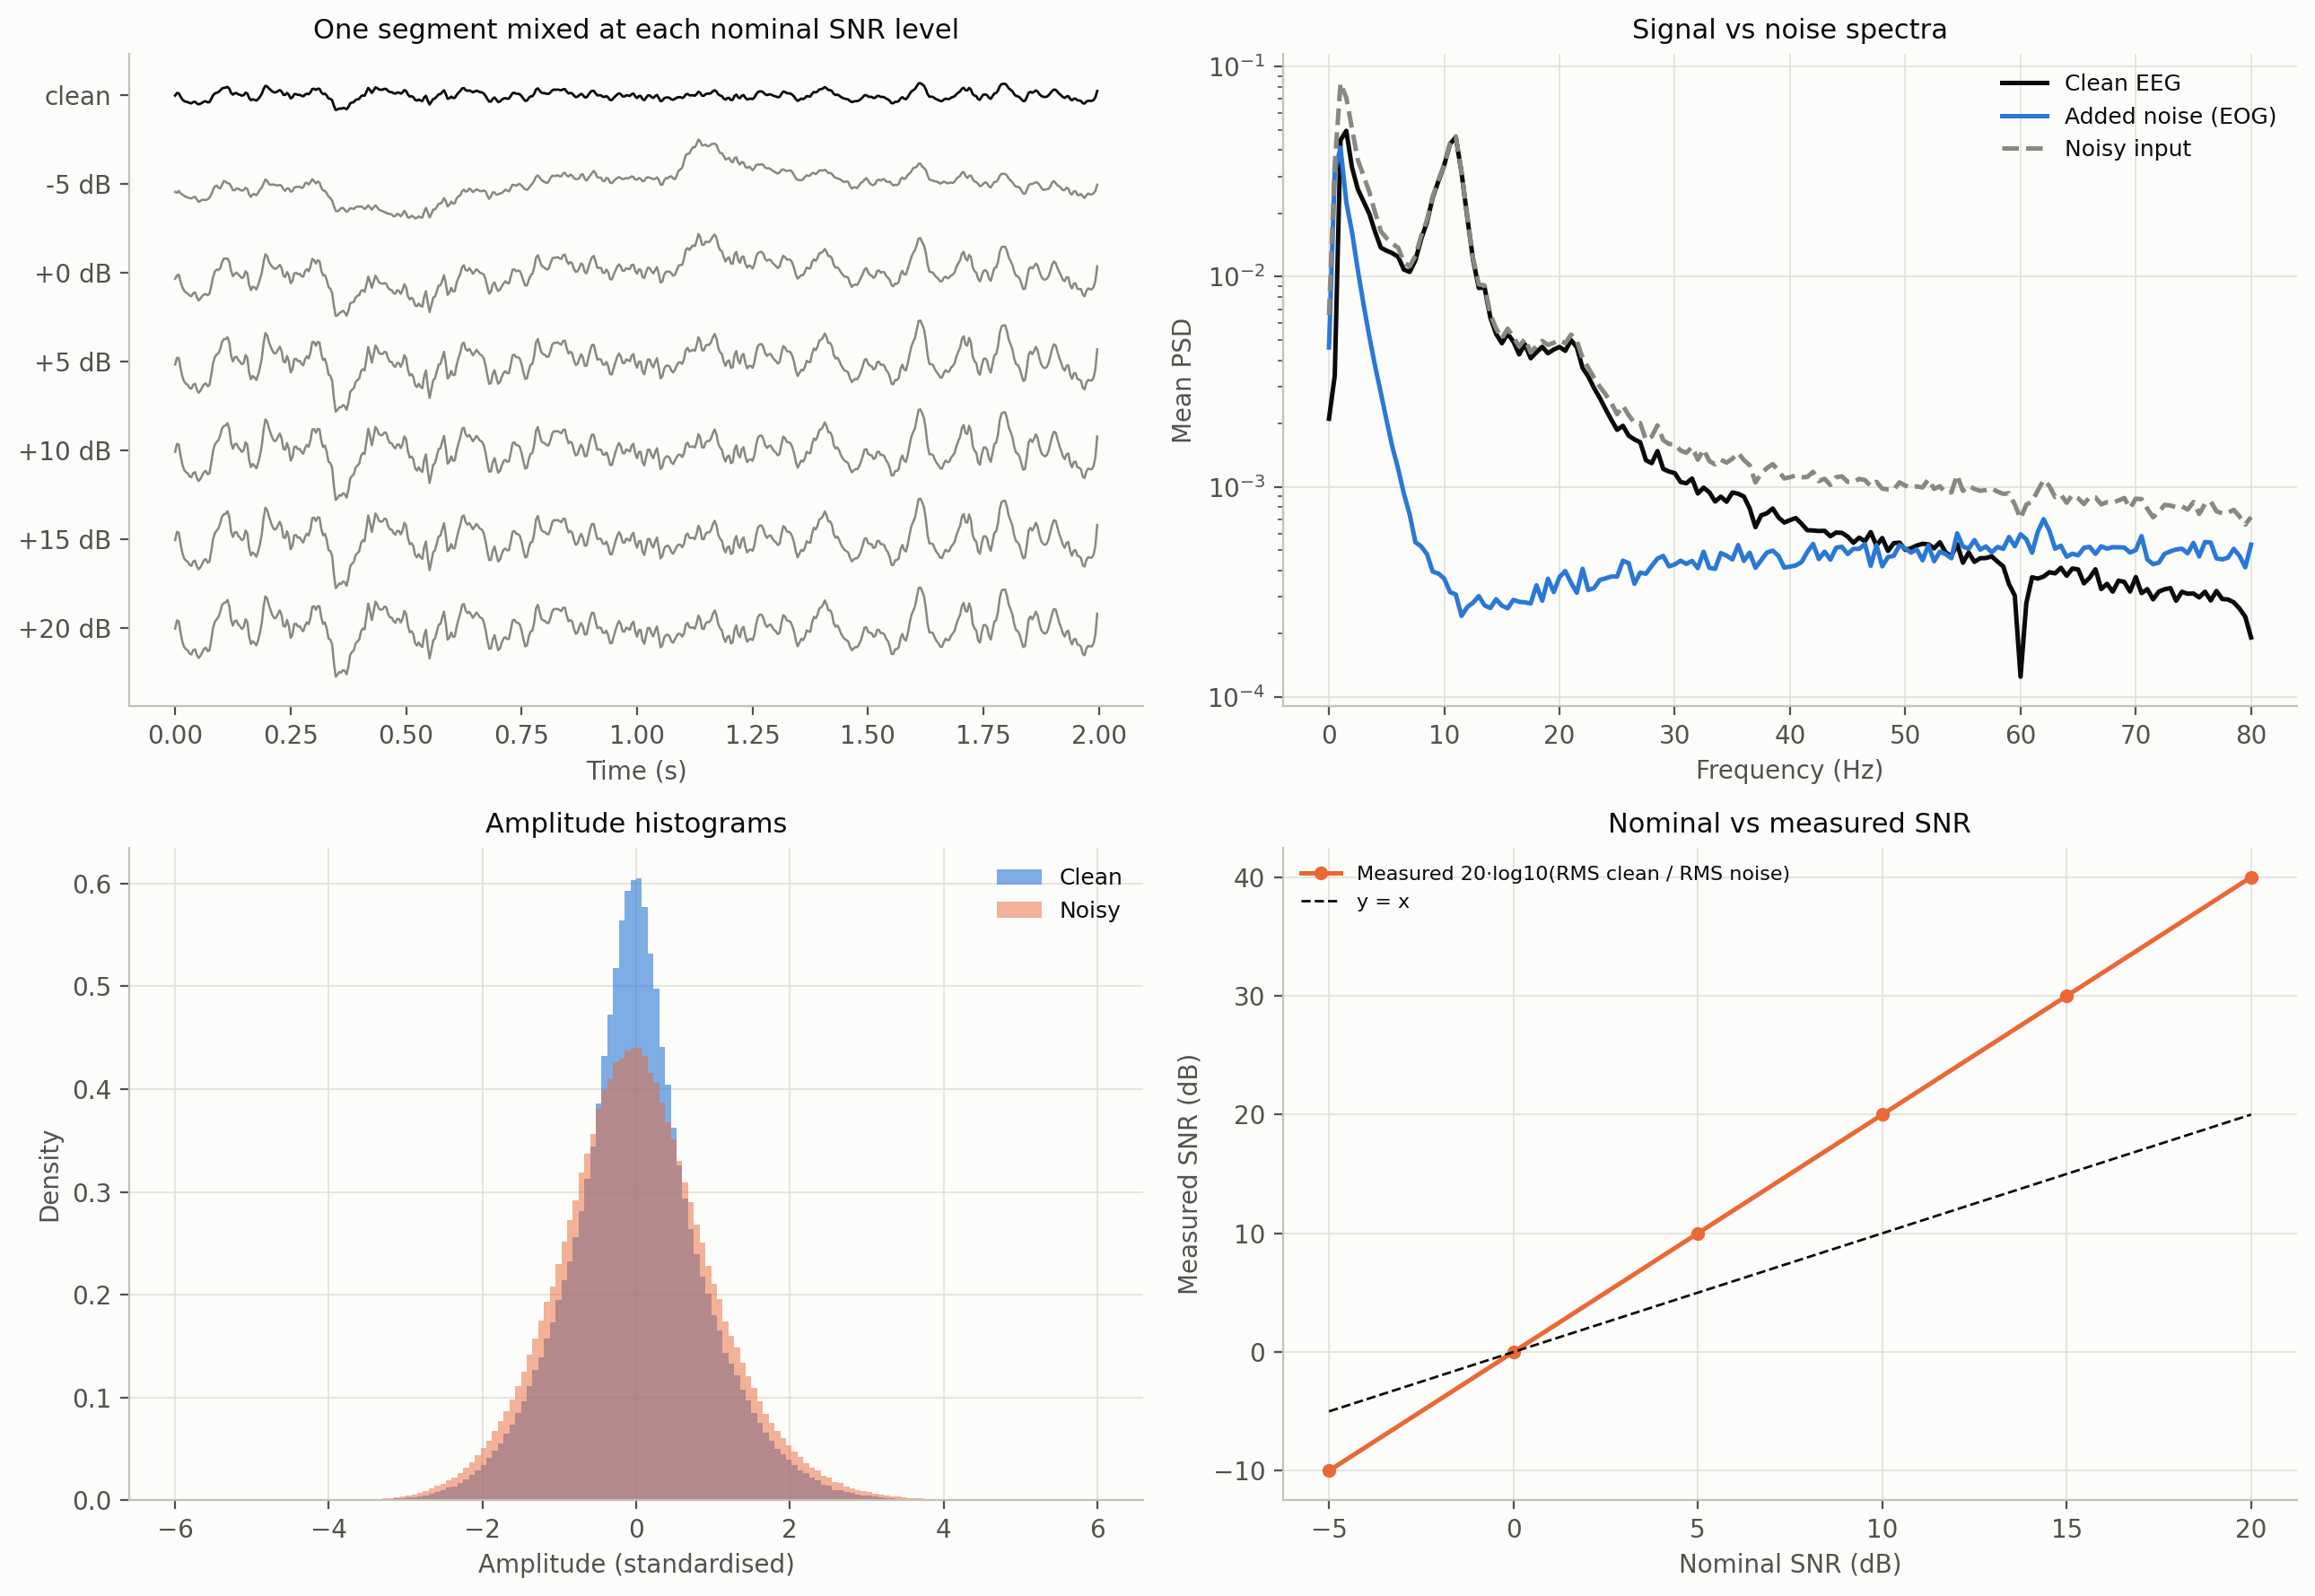 One segment mixed at each nominal SNR level
clean
-5 dB
+0 dB
+5 dB
+10 dB
+15 dB
+20 dB
0.00 0.25 0.50 0.75 1.00 1.25 1.50 1.75 2.00
Time (s)
Signal vs noise spectra
Clean EEG
Added noise (EOG)
Noisy input
Mean PSD
10⁻¹
10⁻²
10⁻³
10⁻⁴
0 10 20 30 40 50 60 70 80
Frequency (Hz)
Amplitude histograms
Clean
Noisy
Density
0.6
0.5
0.4
0.3
0.2
0.1
0.0
−6 −4 −2 0 2 4 6
Amplitude (standardised)
Nominal vs measured SNR
Measured 20·log10(RMS clean / RMS noise)
y = x
Measured SNR (dB)
40
30
20
10
0
−10
−5 0 5 10 15 20
Nominal SNR (dB)